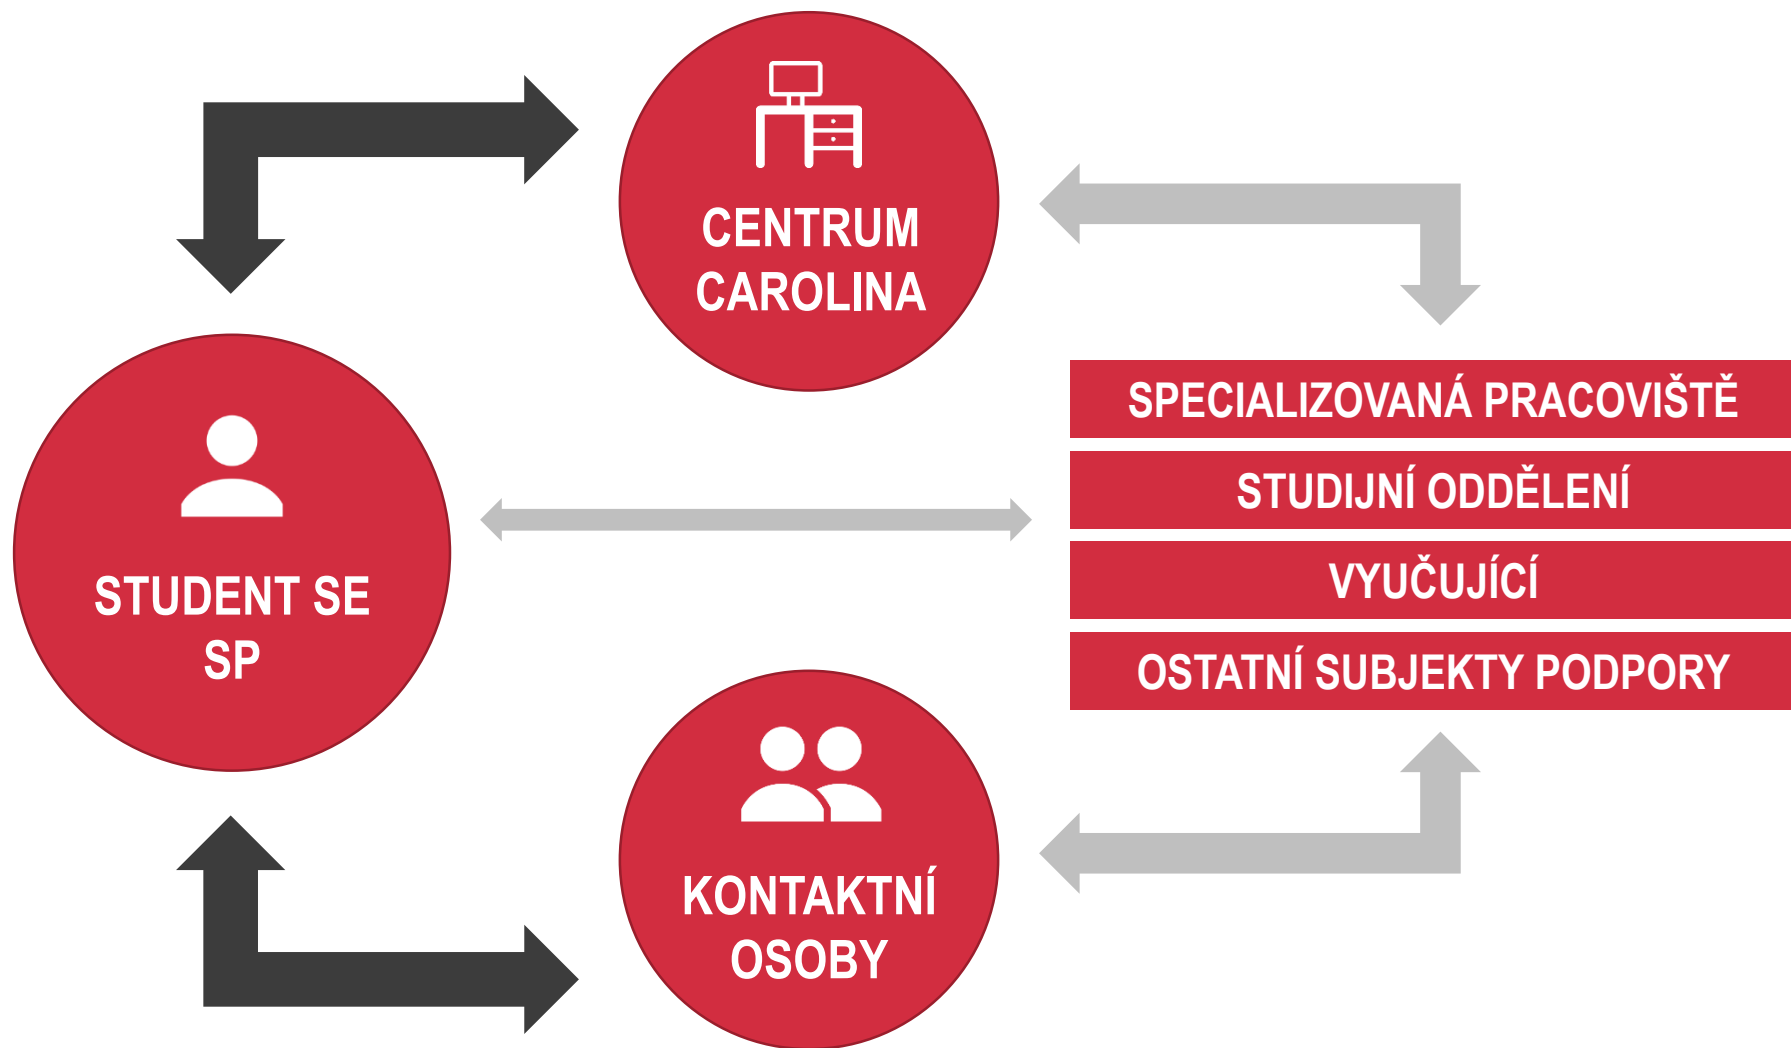 CENTRUM
CAROLINA
STUDENT SE
SP
SPECIALIZOVANÁ PRACOVIŠTĚ
STUDIJNÍ ODDĚLENÍ
VYUČUJÍCÍ
OSTATNÍ SUBJEKTY PODPORY
KONTAKTNÍ
OSOBY